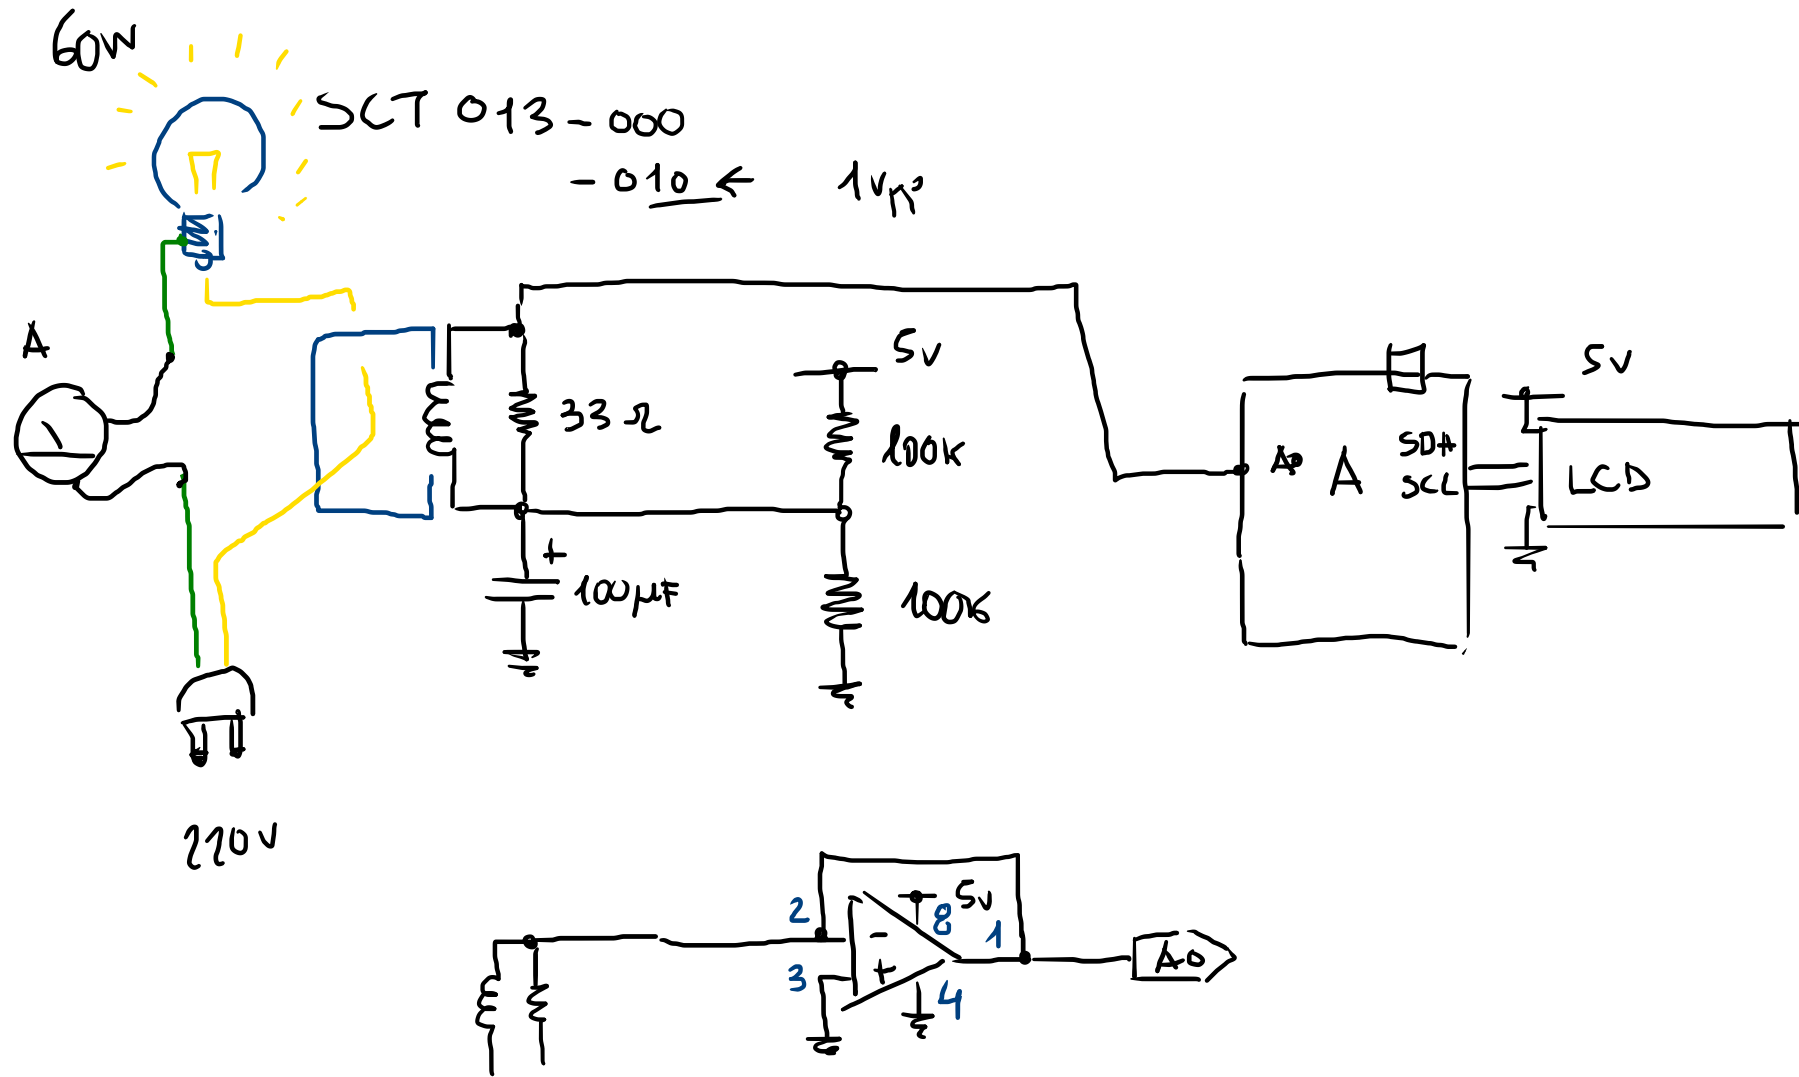 60W
SCT 013-000
-010 ←
A
33 Ω
5v
100K
+
100µF
100K
A0
A
SDA
SCL
5v
LCD
220V
2
-
5v
8
1
3
+
4
A0